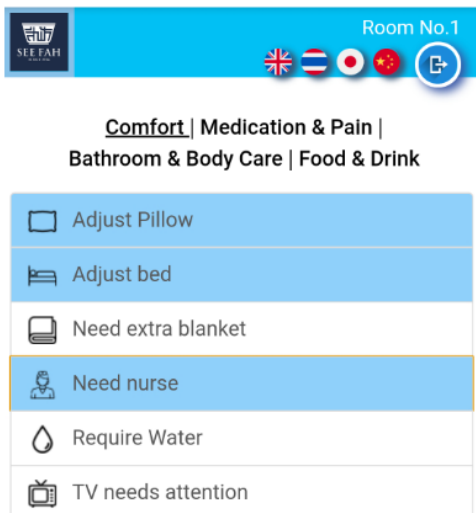 SEE FAH
Room No.1
Comfort | Medication & Pain |
Bathroom & Body Care | Food & Drink
Adjust Pillow
Adjust bed
Need extra blanket
Need nurse
Require Water
TV needs attention